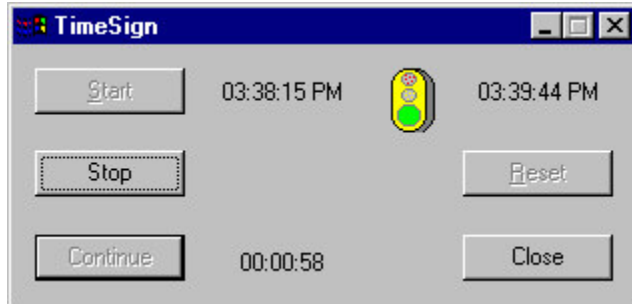 TimeSign
Start 03:38:15 PM 03:39:44 PM
Stop Reset
Continue 00:00:58 Close